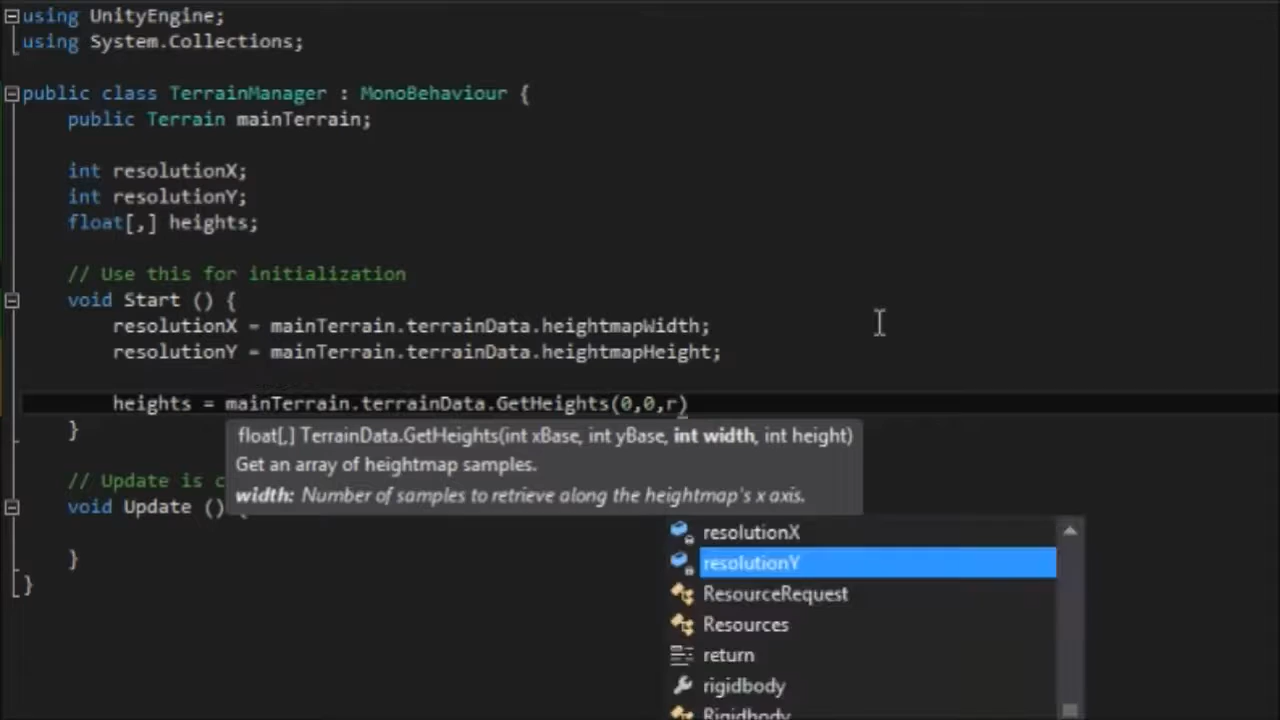 using UnityEngine;
using System.Collections;
public class TerrainManager : MonoBehaviour {
public Terrain mainTerrain;
int resolutionX;
int resolutionY;
float[,] heights;
// Use this for initialization
void Start () {
resolutionX = mainTerrain.terrainData.heightmapWidth;
resolutionY = mainTerrain.terrainData.heightmapHeight;
heights = mainTerrain.terrainData.GetHeights(0,0,r)
}
float[,] TerrainData.GetHeights(int xBase, int yBase, int width, int height)
Get an array of heightmap samples.
width: Number of samples to retrieve along the heightmap's x axis.
// Update is c
void Update () {
}
}
resolutionX
resolutionY
ResourceRequest
Resources
return
rigidbody
Rigidbody